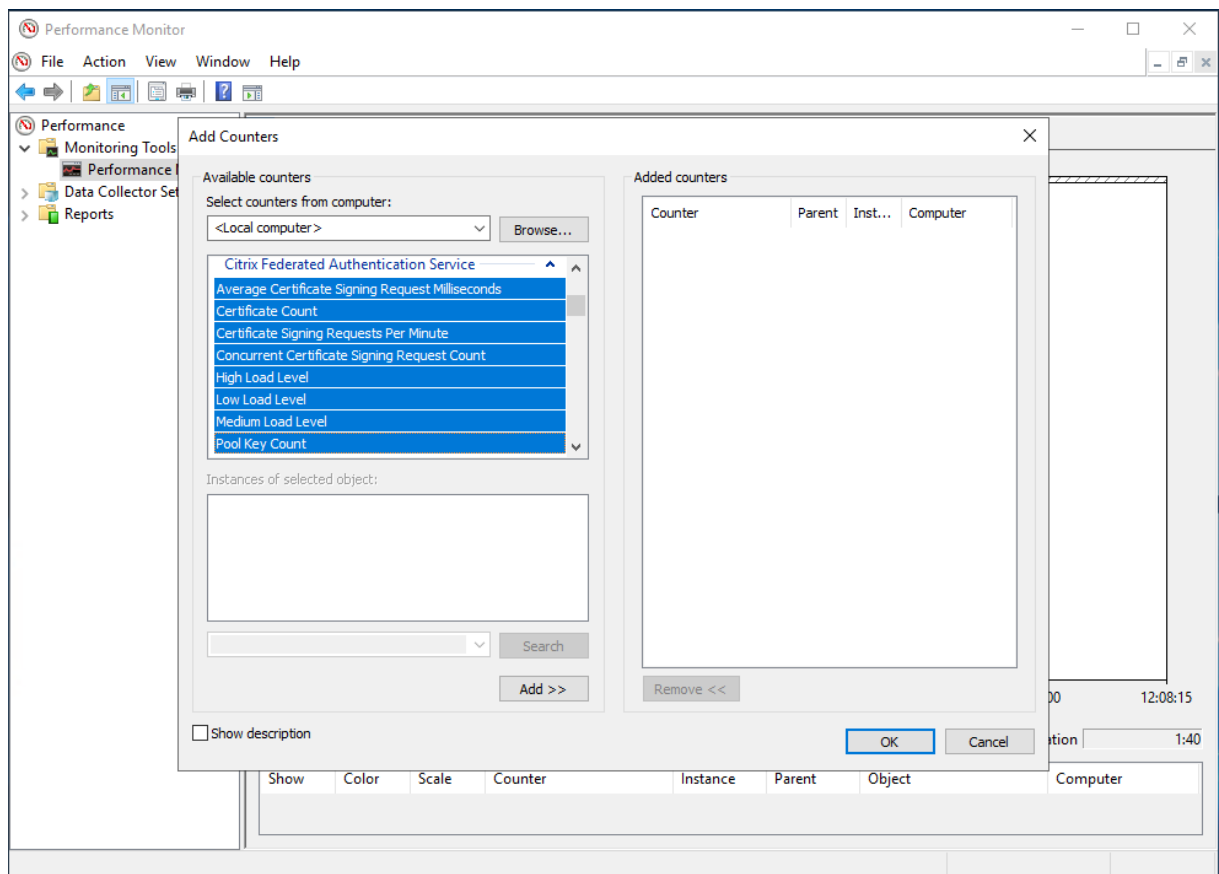 Performance Monitor
File Action View Window Help
Performance
Monitoring Tools
Performance
Data Collector Set
Reports
Add Counters
Available counters
Select counters from computer:
<Local computer>
Browse...
Citrix Federated Authentication Service
Average Certificate Signing Request Milliseconds
Certificate Count
Certificate Signing Requests Per Minute
Concurrent Certificate Signing Request Count
High Load Level
Low Load Level
Medium Load Level
Pool Key Count
Instances of selected object:
Search
Add >>
Show description
Added counters
Counter Parent Inst... Computer
Remove <<
OK Cancel
12:08:15
1:40
Show Color Scale Counter Instance Parent Object Computer